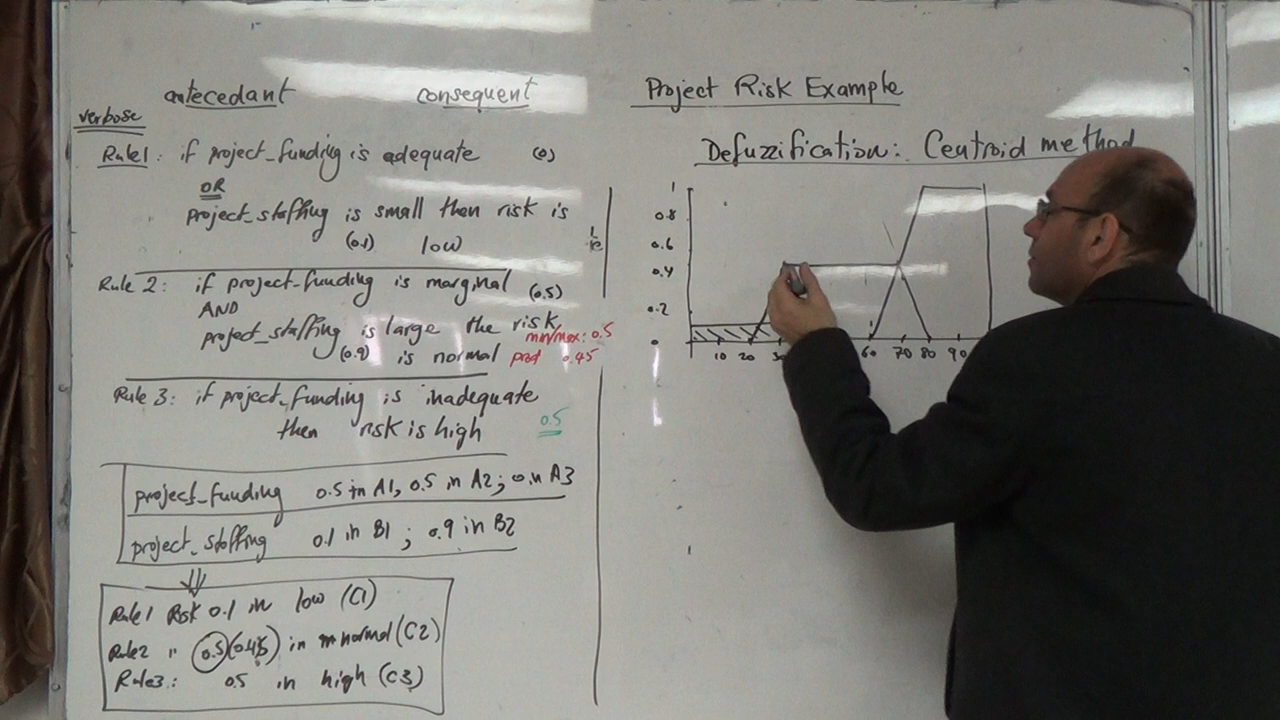 antecedant consequent
verbose
Rule1: if project_funding is adequate (0)
OR
project_staffing is small then risk is
(0.1) low
Rule 2: if project_funding is marginal (0.5)
AND
project_staffing is large the risk
(0.9) is normal
min/max: 0.5
prod 0.45
Rule 3: if project_funding is inadequate
then risk is high 0.5
project_funding 0.5 in A1, 0.5 in A2; in A3
project_staffing 0.1 in B1 ; 0.9 in B2
Rule1 Risk 0.1 in low (C1)
Rule2 " 0.5 (0.45) in normal (C2)
Rule3: 0.5 in high (C3)
Project Risk Example
Defuzzification: Centroid method
1
0.8
0.6
0.4
0.2
0
10 20 60 70 80 90